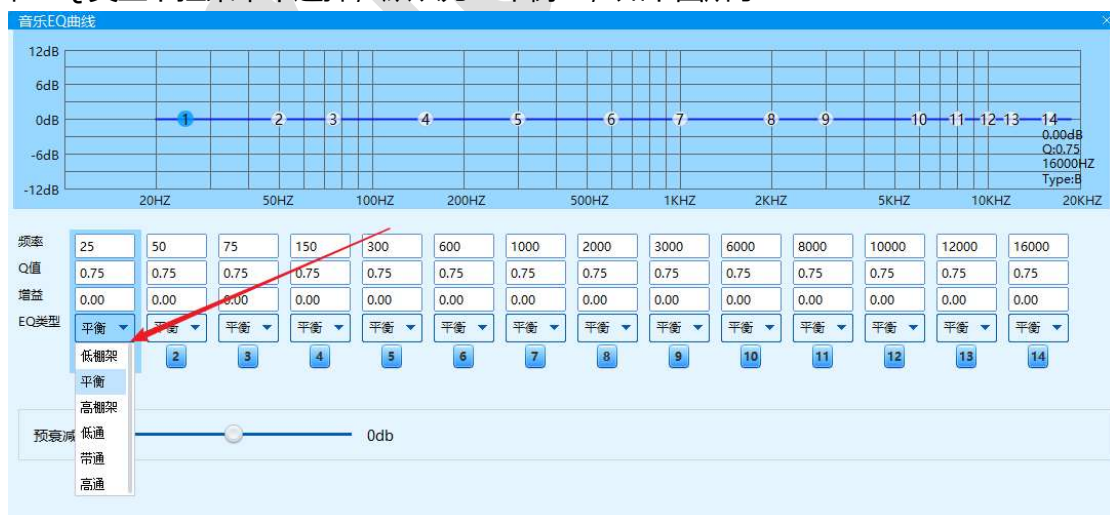 音乐EQ曲线
12dB
6dB
0dB
-6dB
-12dB
1 2 3 4 5 6 7 8 9 10 11 12 13 14
0.00dB
Q:0.75
16000HZ
Type:B
20HZ 50HZ 100HZ 200HZ 500HZ 1KHZ 2KHZ 5KHZ 10KHZ 20KHZ
频率 25 50 75 150 300 600 1000 2000 3000 6000 8000 10000 12000 16000
Q值 0.75 0.75 0.75 0.75 0.75 0.75 0.75 0.75 0.75 0.75 0.75 0.75 0.75 0.75
增益 0.00 0.00 0.00 0.00 0.00 0.00 0.00 0.00 0.00 0.00 0.00 0.00 0.00 0.00
EQ类型 平衡 平衡 平衡 平衡 平衡 平衡 平衡 平衡 平衡 平衡 平衡 平衡 平衡 平衡
低棚架 2 3 4 5 6 7 8 9 10 11 12 13 14
平衡
高棚架
预衰减 低通 0db
带通
高通